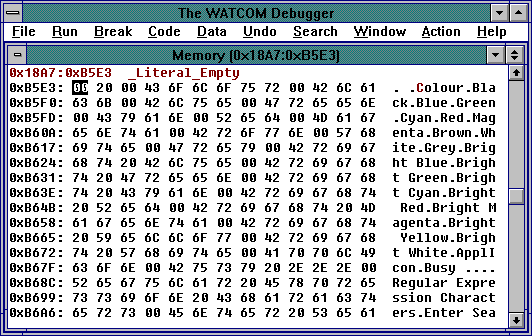 The WATCOM Debugger
File Run Break Code Data Undo Search Window Action Help
Memory [0x18A7:0xB5E3]
0x18A7:0xB5E3 _Literal_Empty
0xB5E3: 00 20 00 43 6F 6C 6F 75 72 00 42 6C 61 . .Colour.Bla
0xB5F0: 63 6B 00 42 6C 75 65 00 47 72 65 65 6E ck.Blue.Green
0xB5FD: 00 43 79 61 6E 00 52 65 64 00 4D 61 67 .Cyan.Red.Mag
0xB60A: 65 6E 74 61 00 42 72 6F 77 6E 00 57 68 enta.Brown.Wh
0xB617: 69 74 65 00 47 72 65 79 00 42 72 69 67 ite.Grey.Brig
0xB624: 68 74 20 42 6C 75 65 00 42 72 69 67 68 ht Blue.Brigh
0xB631: 74 20 47 72 65 65 6E 00 42 72 69 67 68 t Green.Brigh
0xB63E: 74 20 43 79 61 6E 00 42 72 69 67 68 74 t Cyan.Bright
0xB64B: 20 52 65 64 00 42 72 69 67 68 74 20 4D Red.Bright M
0xB658: 61 67 65 6E 74 61 00 42 72 69 67 68 74 agenta.Bright
0xB665: 20 59 65 6C 6C 6F 77 00 42 72 69 67 68 Yellow.Brigh
0xB672: 74 20 57 68 69 74 65 00 41 70 70 6C 49 t White.ApplI
0xB67F: 63 6F 6E 00 42 75 73 79 20 2E 2E 2E 00 con.Busy ....
0xB68C: 52 65 67 75 6C 61 72 20 45 78 70 72 65 Regular Expre
0xB699: 73 73 69 6F 6E 20 43 68 61 72 61 63 74 ssion Charact
0xB6A6: 65 72 73 00 45 6E 74 65 72 20 53 65 61 ers.Enter Sea